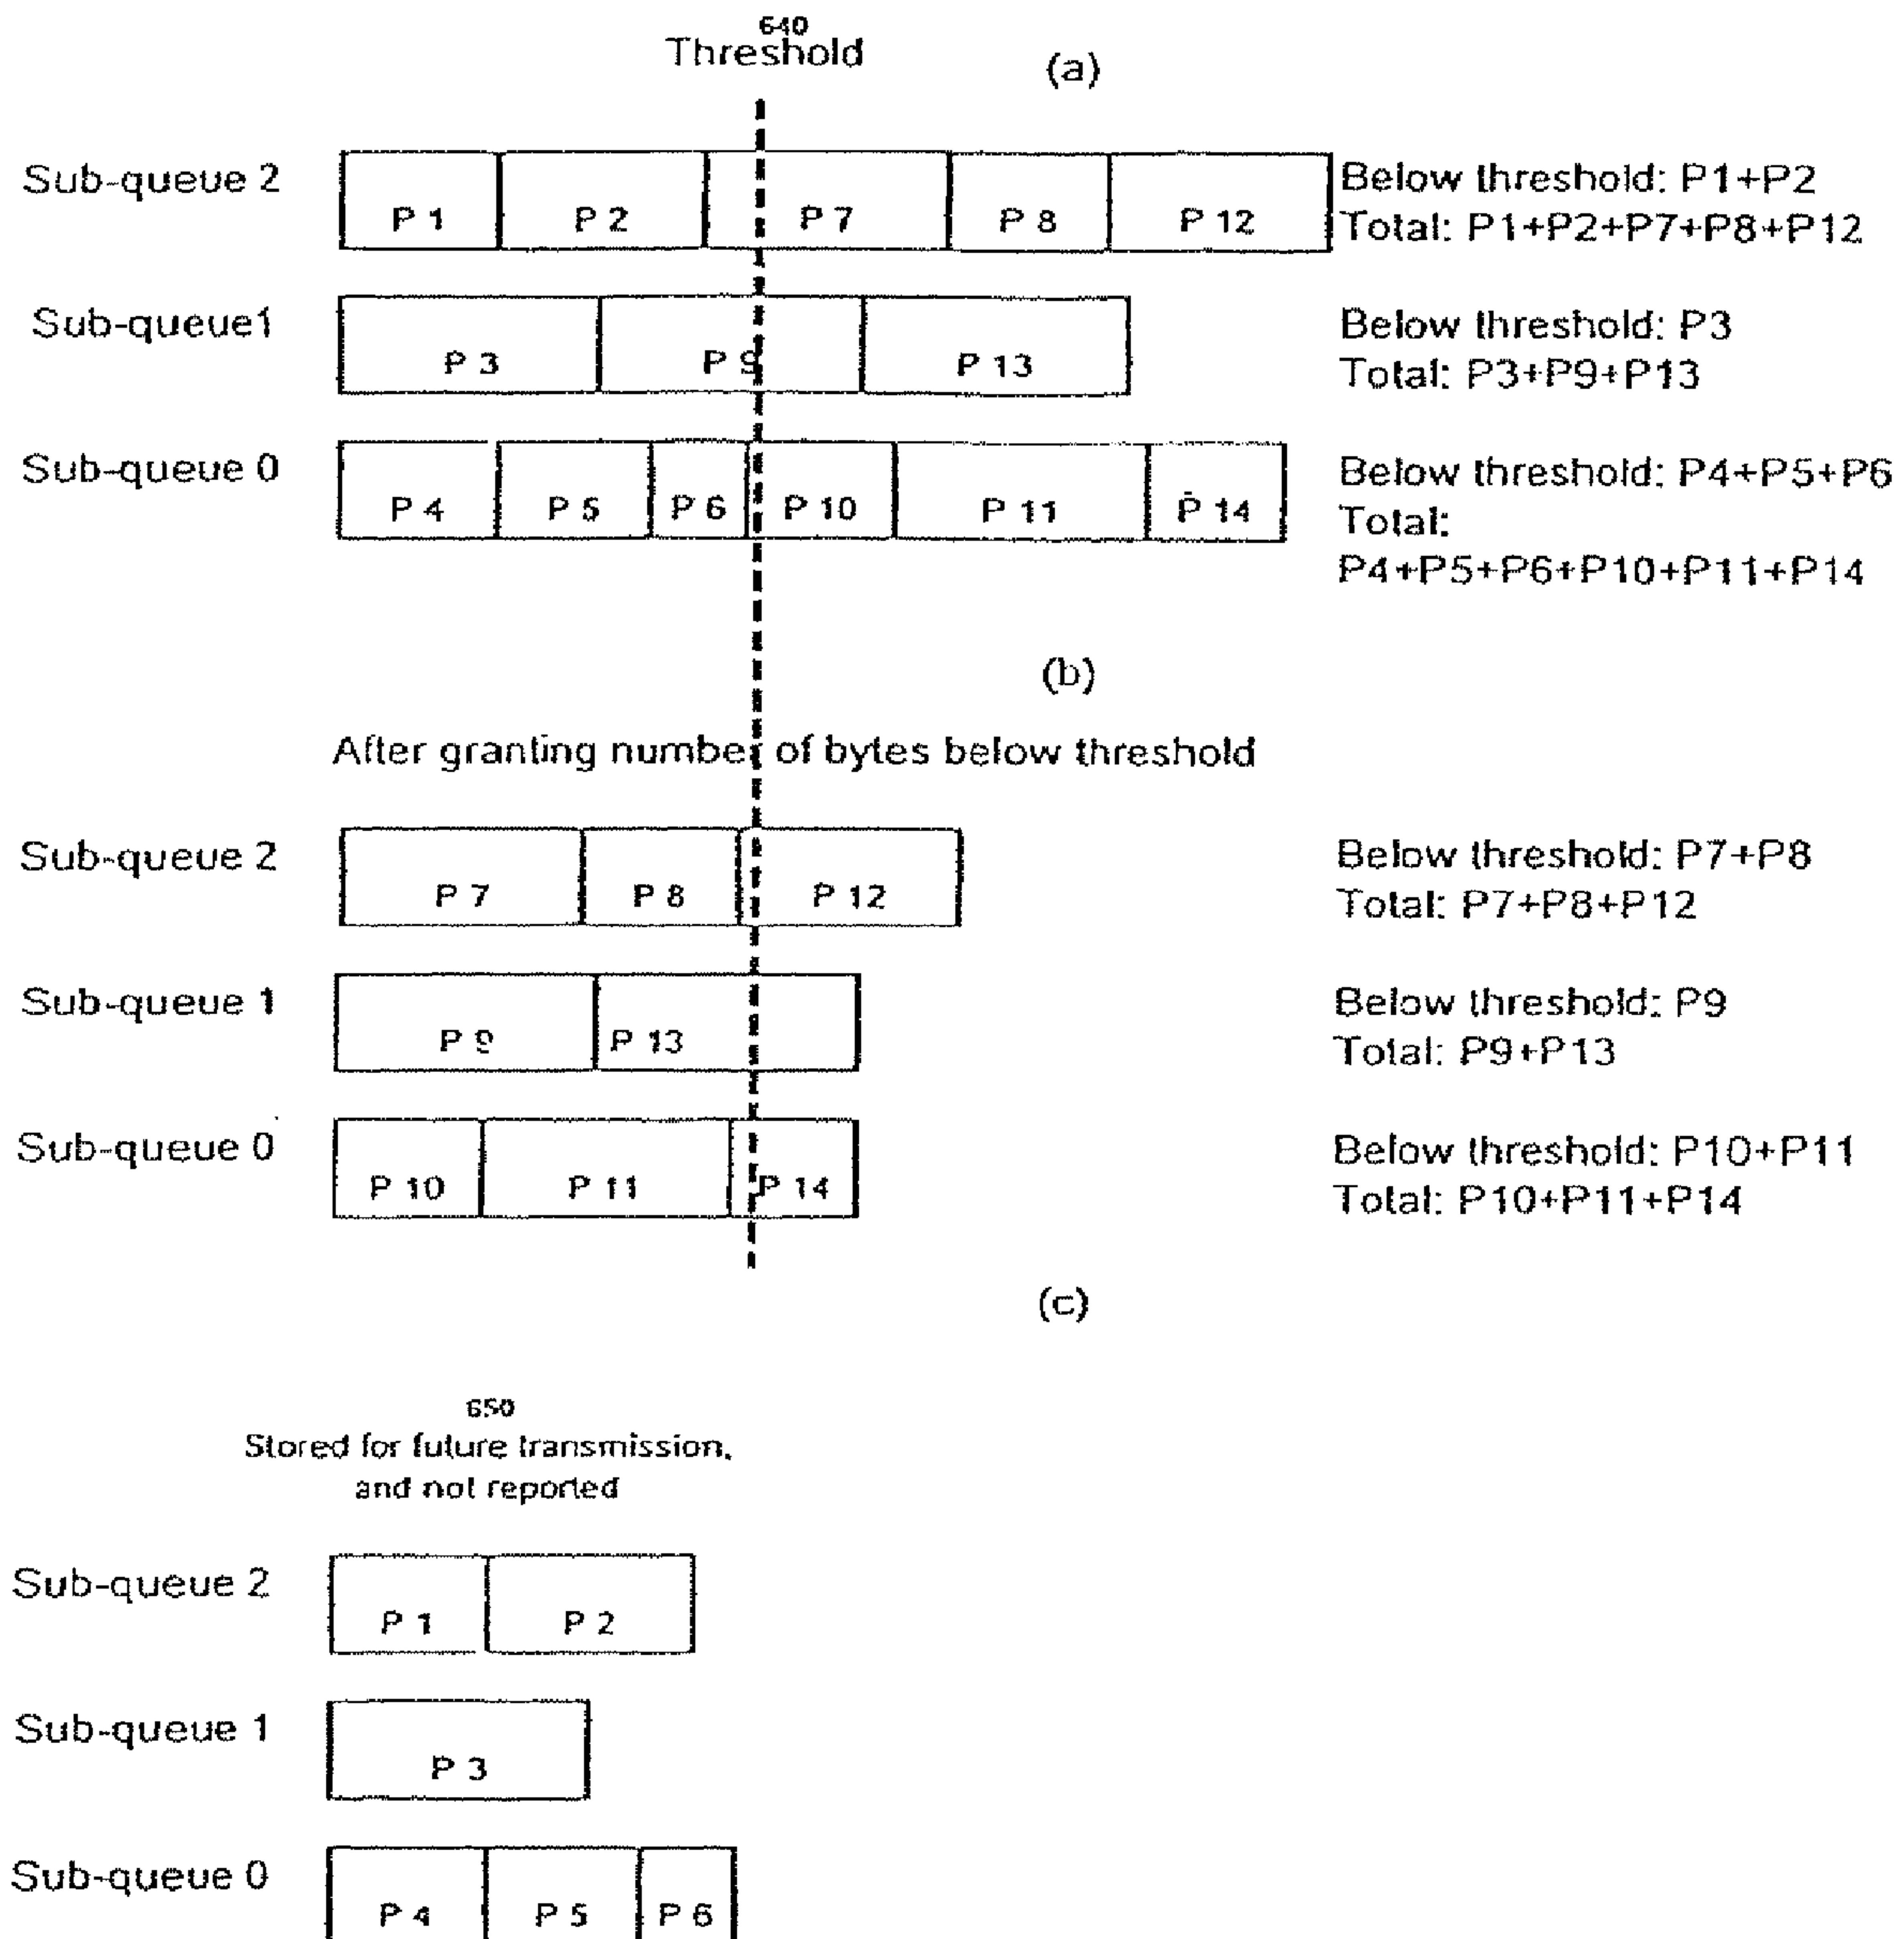 640
Threshold
(a)
Sub-queue 2
P 1
P 2
P 7
P 8
P 12
Below threshold: P1+P2
Total: P1+P2+P7+P8+P12
Sub-queue1
P 3
P 9
P 13
Below threshold: P3
Total: P3+P9+P13
Sub-queue 0
P 4
P 5
P 6
P 10
P 11
P 14
Below threshold: P4+P5+P6
Total:
P4+P5+P6+P10+P11+P14
(b)
After granting number of bytes below threshold
Sub-queue 2
P 7
P 8
P 12
Below threshold: P7+P8
Total: P7+P8+P12
Sub-queue 1
P 9
P 13
Below threshold: P9
Total: P9+P13
Sub-queue 0
P 10
P 11
P 14
Below threshold: P10+P11
Total: P10+P11+P14
(c)
650
Stored for future transmission,
and not reported
Sub-queue 2
P 1
P 2
Sub-queue 1
P 3
Sub-queue 0
P 4
P 5
P 6